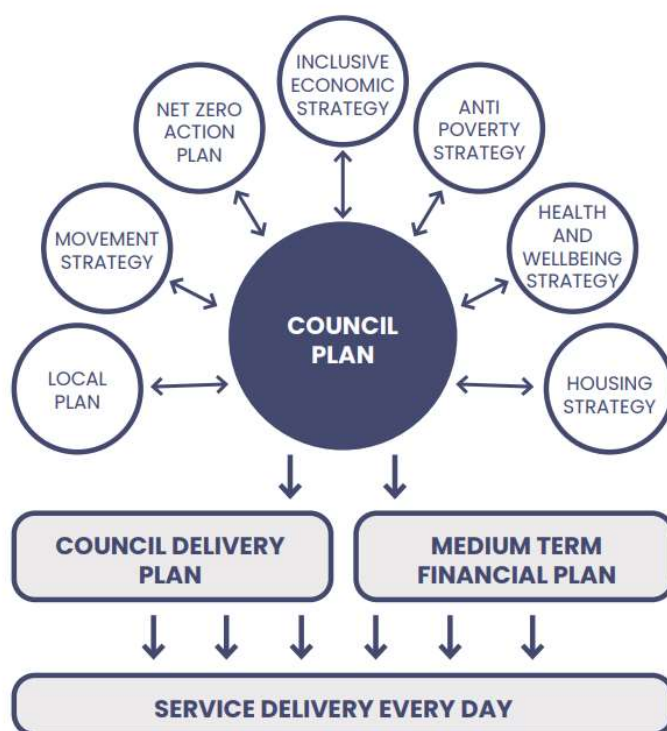 INCLUSIVE
ECONOMIC
STRATEGY
NET ZERO
ACTION
PLAN
ANTI
POVERTY
STRATEGY
MOVEMENT
STRATEGY
HEALTH
AND
WELLBEING
STRATEGY
COUNCIL
PLAN
LOCAL
PLAN
HOUSING
STRATEGY
COUNCIL DELIVERY
PLAN
MEDIUM TERM
FINANCIAL PLAN
SERVICE DELIVERY EVERY DAY